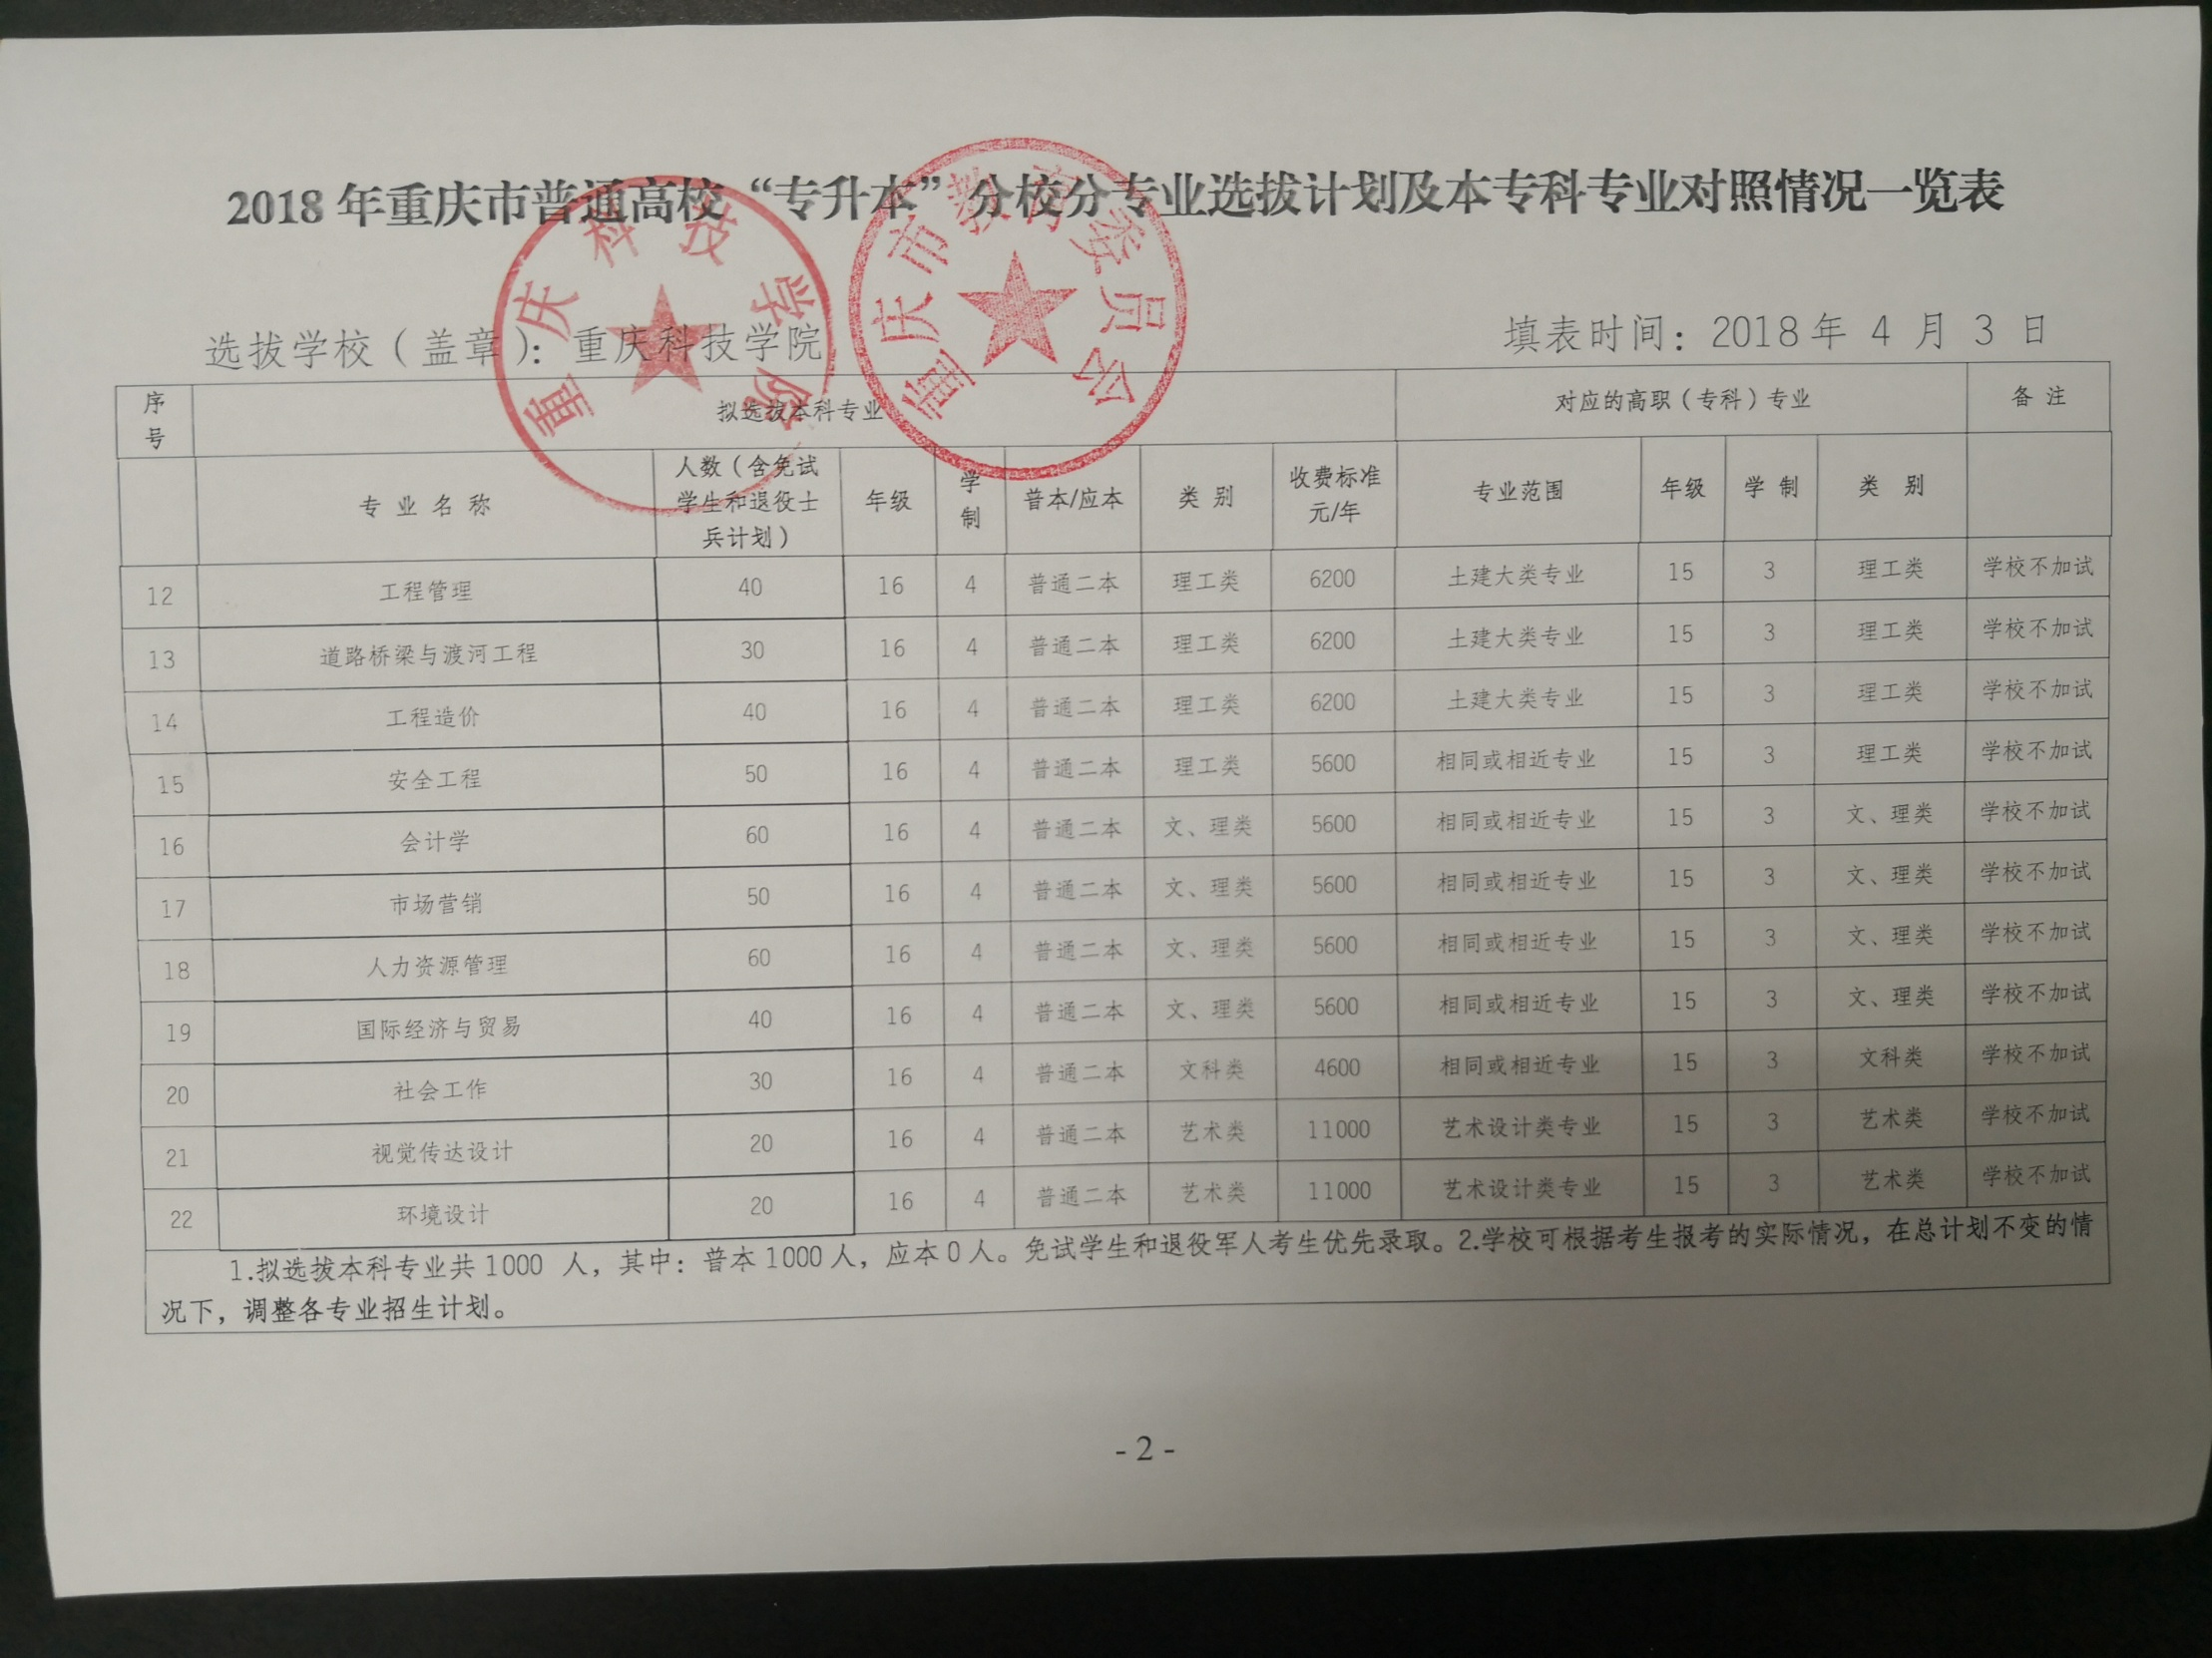 2018年重庆市普通高校“专升本”分校分专业选拔计划及本专科专业对照情况一览表
重庆科技学院
重庆市教育委员会
选拔学校（盖章）：重庆科技学院 填表时间：2018年 4 月 3 日
序号 拟选拔本科专业 对应的高职（专科）专业 备 注
专 业 名 称 人数（含免试学生和退役士兵计划） 年级 学制 普本/应本 类 别 收费标准元/年 专业范围 年级 学 制 类 别
12 工程管理 40 16 4 普通二本 理工类 6200 土建大类专业 15 3 理工类 学校不加试
13 道路桥梁与渡河工程 30 16 4 普通二本 理工类 6200 土建大类专业 15 3 理工类 学校不加试
14 工程造价 40 16 4 普通二本 理工类 6200 土建大类专业 15 3 理工类 学校不加试
15 安全工程 50 16 4 普通二本 理工类 5600 相同或相近专业 15 3 理工类 学校不加试
16 会计学 60 16 4 普通二本 文、理类 5600 相同或相近专业 15 3 文、理类 学校不加试
17 市场营销 50 16 4 普通二本 文、理类 5600 相同或相近专业 15 3 文、理类 学校不加试
18 人力资源管理 60 16 4 普通二本 文、理类 5600 相同或相近专业 15 3 文、理类 学校不加试
19 国际经济与贸易 40 16 4 普通二本 文、理类 5600 相同或相近专业 15 3 文、理类 学校不加试
20 社会工作 30 16 4 普通二本 文科类 4600 相同或相近专业 15 3 文科类 学校不加试
21 视觉传达设计 20 16 4 普通二本 艺术类 11000 艺术设计类专业 15 3 艺术类 学校不加试
22 环境设计 20 16 4 普通二本 艺术类 11000 艺术设计类专业 15 3 艺术类 学校不加试
1.拟选拔本科专业共1000 人，其中：普本1000人，应本0人。免试学生和退役军人考生优先录取。2.学校可根据考生报考的实际情况，在总计划不变的情
况下，调整各专业招生计划。
- 2 -